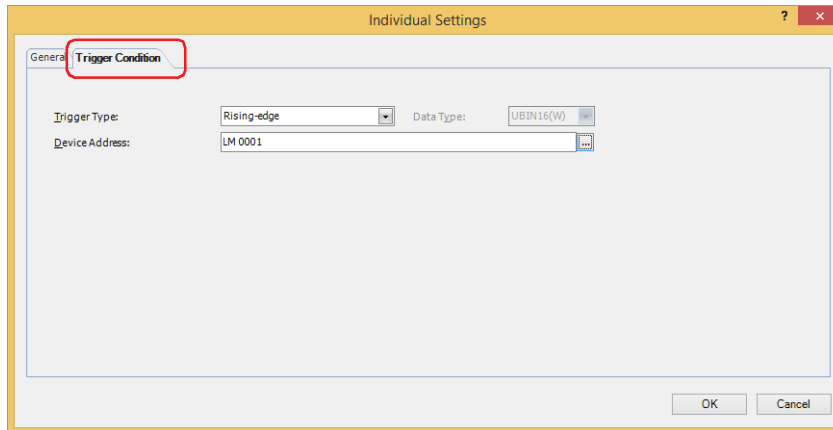 Individual Settings
?
×
General Trigger Condition
Trigger Type: Rising-edge Data Type: UBIN16(W)
Device Address: LM 0001 ...
OK Cancel